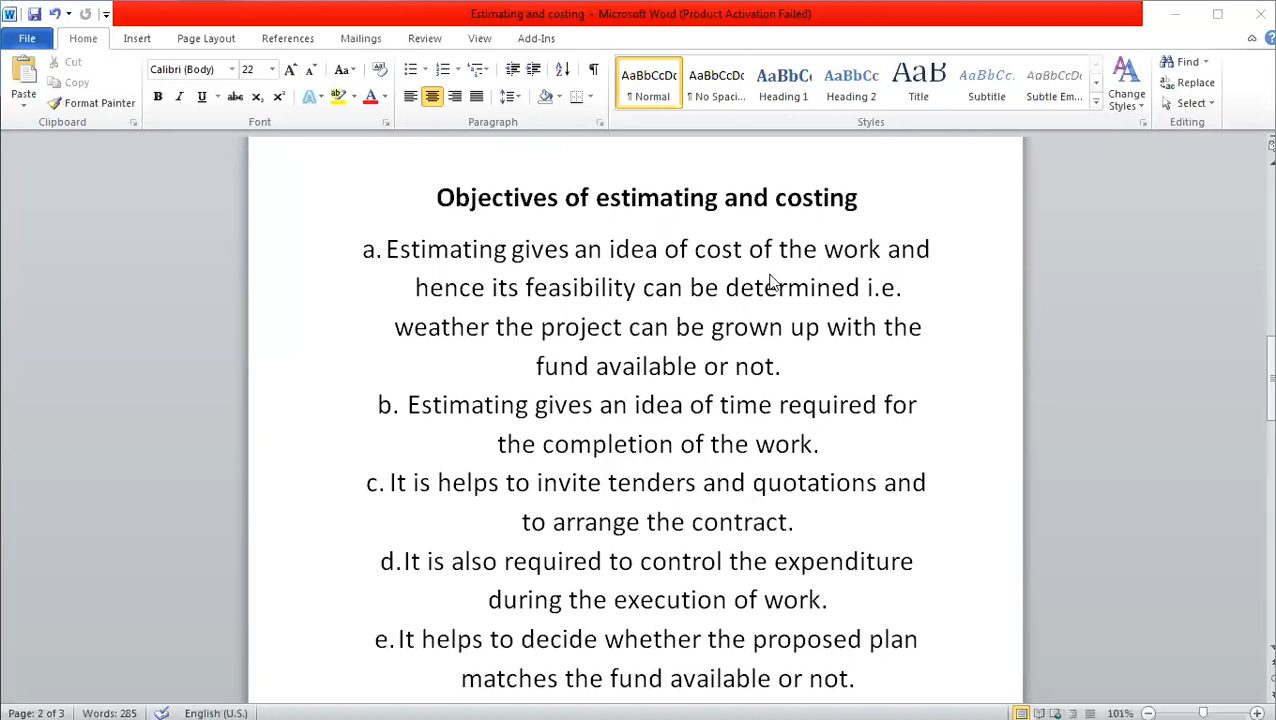 Estimating and costing - Microsoft Word (Product Activation Failed)
File Home Insert Page Layout References Mailings Review View Add-Ins
Paste Cut Copy Format Painter Clipboard
Calibri (Body) 22 Font
Paragraph
AaBbCcDc AaBbCcDc AaBbC AaBbCc AaB AaBbCc. AaBbCcDc
¶ Normal ¶ No Spaci... Heading 1 Heading 2 Title Subtitle Subtle Em...
Change Styles Styles
Find Replace Select Editing
Objectives of estimating and costing
a. Estimating gives an idea of cost of the work and
hence its feasibility can be determined i.e.
weather the project can be grown up with the
fund available or not.
b. Estimating gives an idea of time required for
the completion of the work.
c. It is helps to invite tenders and quotations and
to arrange the contract.
d. It is also required to control the expenditure
during the execution of work.
e. It helps to decide whether the proposed plan
matches the fund available or not.
Page: 2 of 3 Words: 285 English (U.S.) 101%